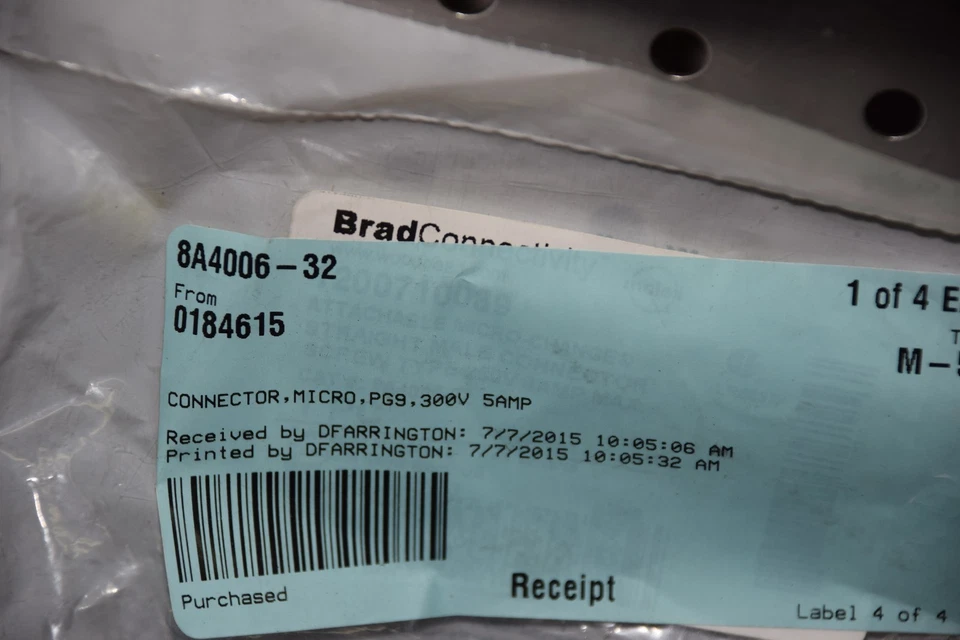 BradConnectivity
8A4006-32
1 of 4 E
From
0184615
M-
CONNECTOR,MICRO,PG9,300V 5AMP
Received by DFARRINGTON: 7/7/2015 10:05:06 AM
Printed by DFARRINGTON: 7/7/2015 10:05:32 AM
Purchased
Receipt
Label 4 of 4